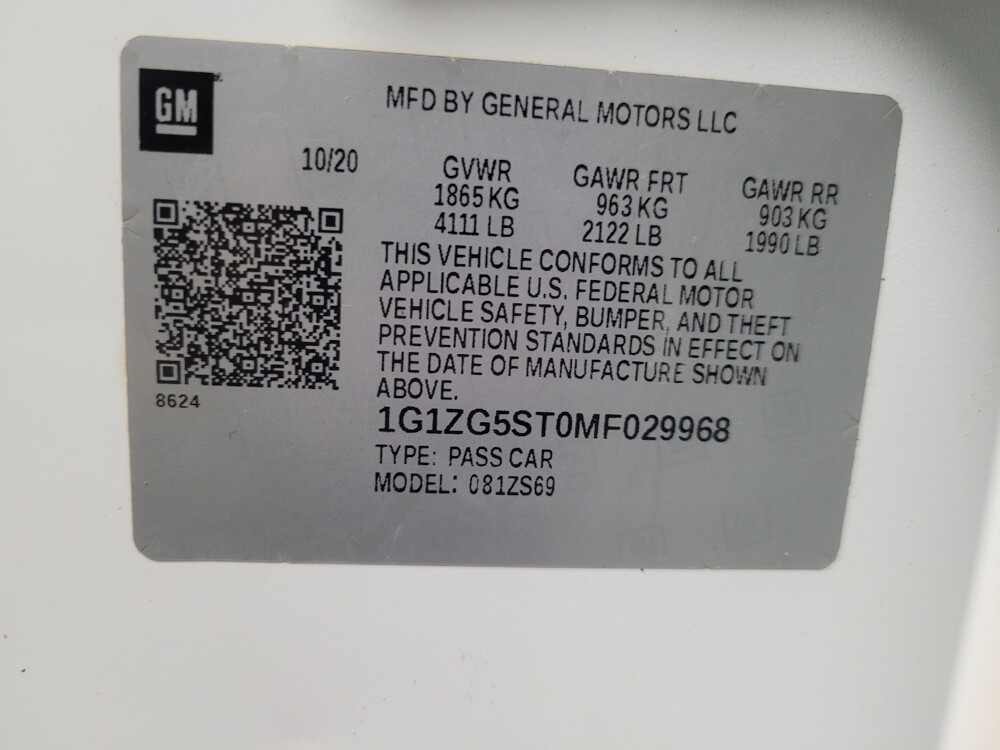 GM
MFD BY GENERAL MOTORS LLC
10/20
GVWR
1865 KG
4111 LB
GAWR FRT
963 KG
2122 LB
GAWR RR
903 KG
1990 LB
THIS VEHICLE CONFORMS TO ALL
APPLICABLE U.S. FEDERAL MOTOR
VEHICLE SAFETY, BUMPER, AND THEFT
PREVENTION STANDARDS IN EFFECT ON
THE DATE OF MANUFACTURE SHOWN
ABOVE.
8624
1G1ZG5ST0MF029968
TYPE: PASS CAR
MODEL: 081ZS69